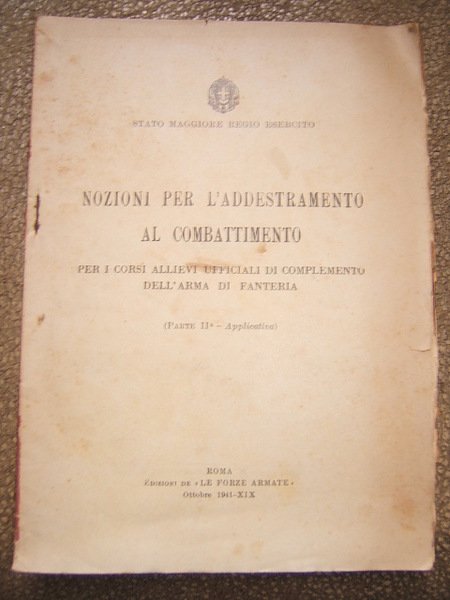 STATO MAGGIORE REGIO ESERCITO
NOZIONI PER L'ADDESTRAMENTO
AL COMBATTIMENTO
PER I CORSI ALLIEVI UFFICIALI DI COMPLEMENTO
DELL'ARMA DI FANTERIA
(PARTE IIª - Applicativa)
ROMA
EDIZIONI DE «LE FORZE ARMATE»
Ottobre 1941-XIX